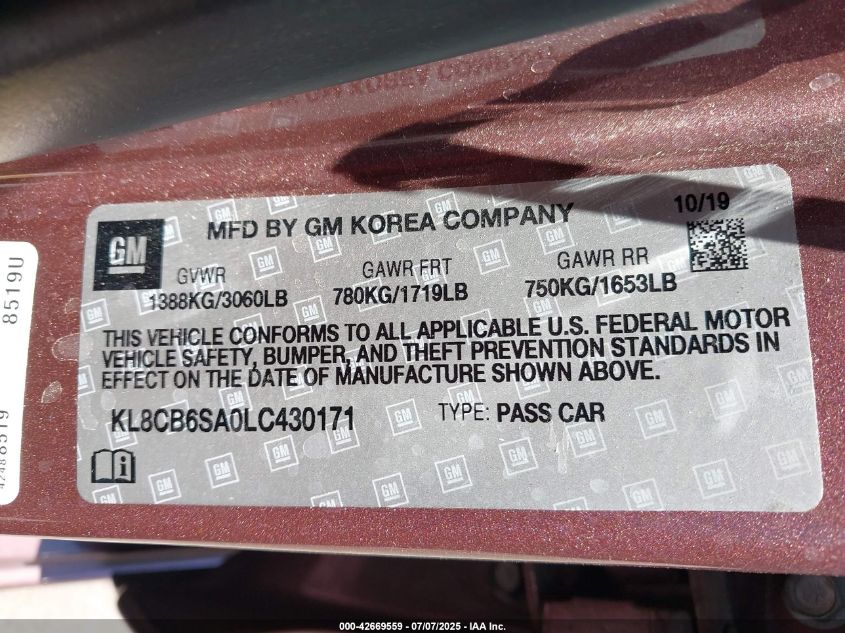 GM
MFD BY GM KOREA COMPANY
10/19
GVWR
1388KG/3060LB
GAWR FRT
780KG/1719LB
GAWR RR
750KG/1653LB
THIS VEHICLE CONFORMS TO ALL APPLICABLE U.S. FEDERAL MOTOR
VEHICLE SAFETY, BUMPER, AND THEFT PREVENTION STANDARDS IN
EFFECT ON THE DATE OF MANUFACTURE SHOWN ABOVE.
KL8CB6SA0LC430171
TYPE: PASS CAR
8519U
42488519
000-42669559 - 07/07/2025 - IAA Inc.